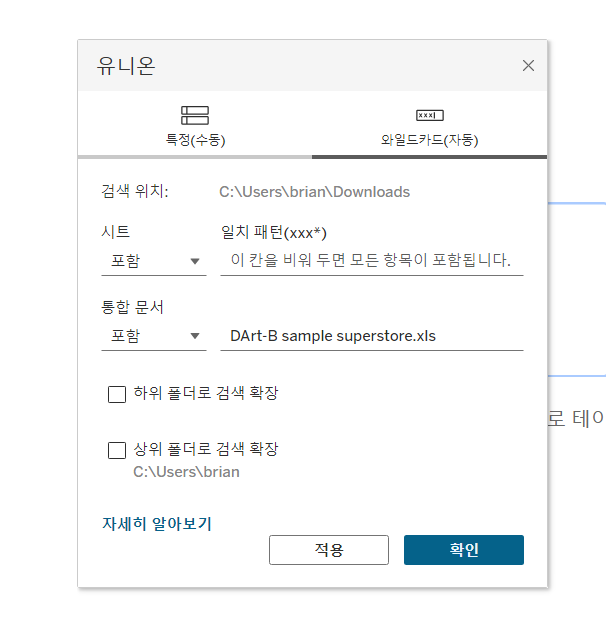 유니온
xxx
특정(수동)
와일드카드(자동)
검색 위치: C:\Users\brian\Downloads
시트 일치 패턴(xxx*)
포함 이 칸을 비워 두면 모든 항목이 포함됩니다.
통합 문서
포함 DArt-B sample superstore.xls
하위 폴더로 검색 확장
로 테이
상위 폴더로 검색 확장
C:\Users\brian
자세히 알아보기
적용 확인